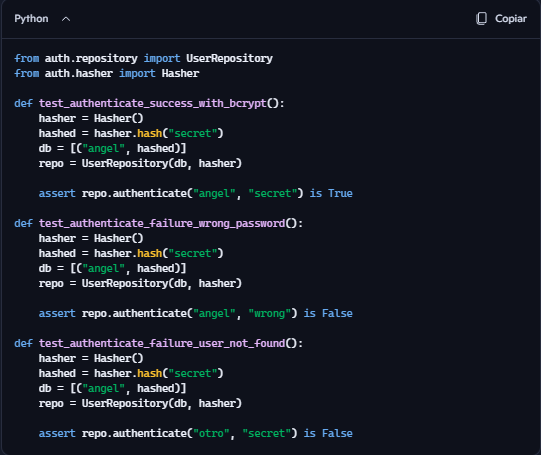 Python
Copiar
from auth.repository import UserRepository
from auth.hasher import Hasher
def test_authenticate_success_with_bcrypt():
    hasher = Hasher()
    hashed = hasher.hash("secret")
    db = [("angel", hashed)]
    repo = UserRepository(db, hasher)
    assert repo.authenticate("angel", "secret") is True
def test_authenticate_failure_wrong_password():
    hasher = Hasher()
    hashed = hasher.hash("secret")
    db = [("angel", hashed)]
    repo = UserRepository(db, hasher)
    assert repo.authenticate("angel", "wrong") is False
def test_authenticate_failure_user_not_found():
    hasher = Hasher()
    hashed = hasher.hash("secret")
    db = [("angel", hashed)]
    repo = UserRepository(db, hasher)
    assert repo.authenticate("otro", "secret") is False